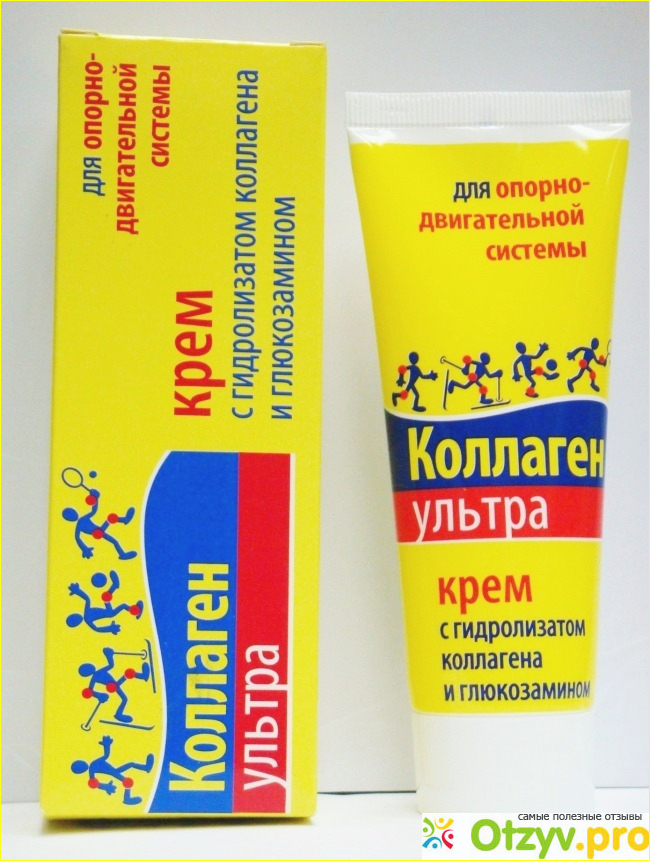 для опорно-
двигательной
системы
крем
с гидролизатом коллагена
и глюкозамином
Коллаген
ультра
для опорно-
двигательной
системы
Коллаген
ультра
крем
с гидролизатом
коллагена
и глюкозамином
самые полезные отзывы
Otzyv.pro